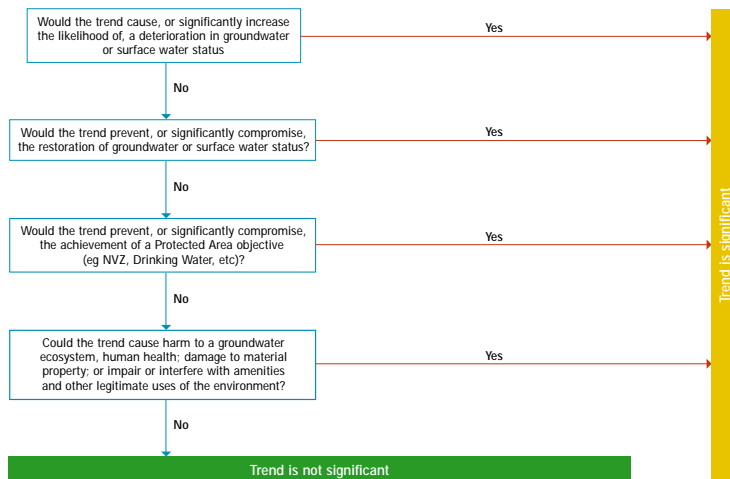 Would the trend cause, or significantly increase
the likelihood of, a deterioration in groundwater
or surface water status
Yes
No
Would the trend prevent, or significantly compromise,
the restoration of groundwater or surface water status?
Yes
No
Would the trend prevent, or significantly compromise,
the achievement of a Protected Area objective
(eg NVZ, Drinking Water, etc)?
Yes
No
Could the trend cause harm to a groundwater
ecosystem, human health; damage to material
property; or impair or interfere with amenities
and other legitimate uses of the environment?
Yes
No
Trend is not significant
Trend is significant